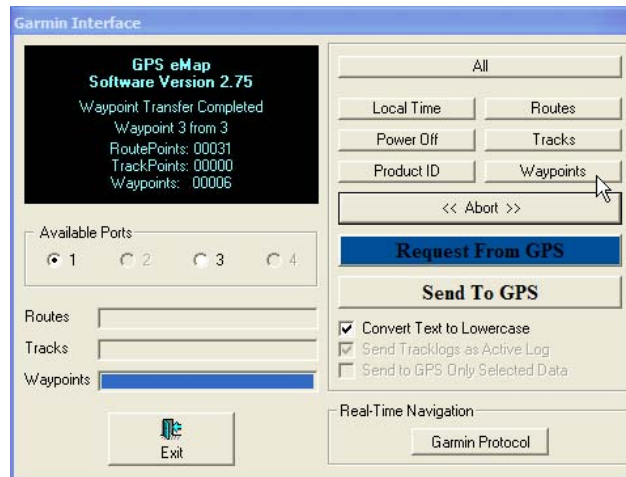 Garmin Interface
GPS eMap
Software Version 2.75
Waypoint Transfer Completed
Waypoint 3 from 3
RoutePoints: 00031
TrackPoints: 00000
Waypoints: 00006
Available Ports
1 2 3 4
Routes
Tracks
Waypoints
Exit
All
Local Time Routes
Power Off Tracks
Product ID Waypoints
<< Abort >>
Request From GPS
Send To GPS
Convert Text to Lowercase
Send Tracklogs as Active Log
Send to GPS Only Selected Data
Real-Time Navigation
Garmin Protocol